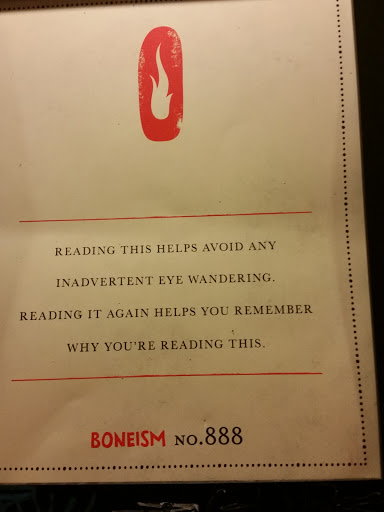 READING THIS HELPS AVOID ANY
INADVERTENT EYE WANDERING.
READING IT AGAIN HELPS YOU REMEMBER
WHY YOU'RE READING THIS.
BONEISM NO.888